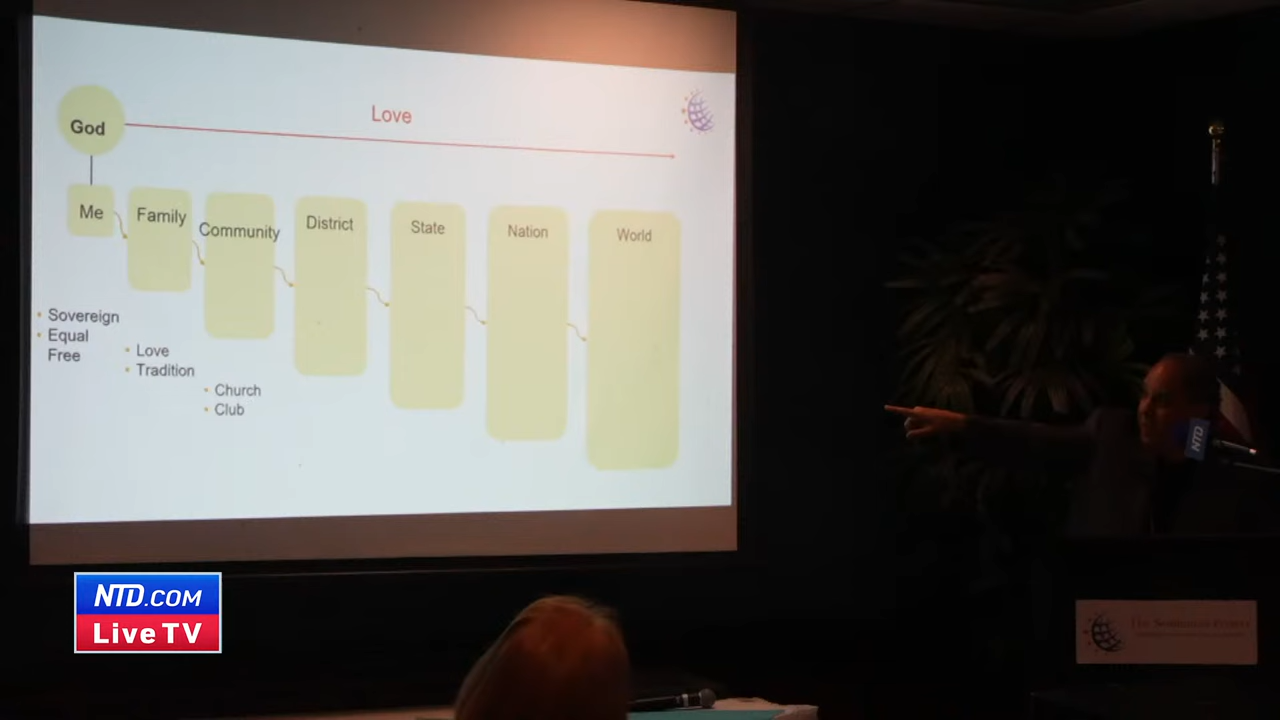 God
Love
Me
Family
Community
District
State
Nation
World
• Sovereign
• Equal
Free
• Love
• Tradition
• Church
• Club
NTD
NTD.COM
Live TV